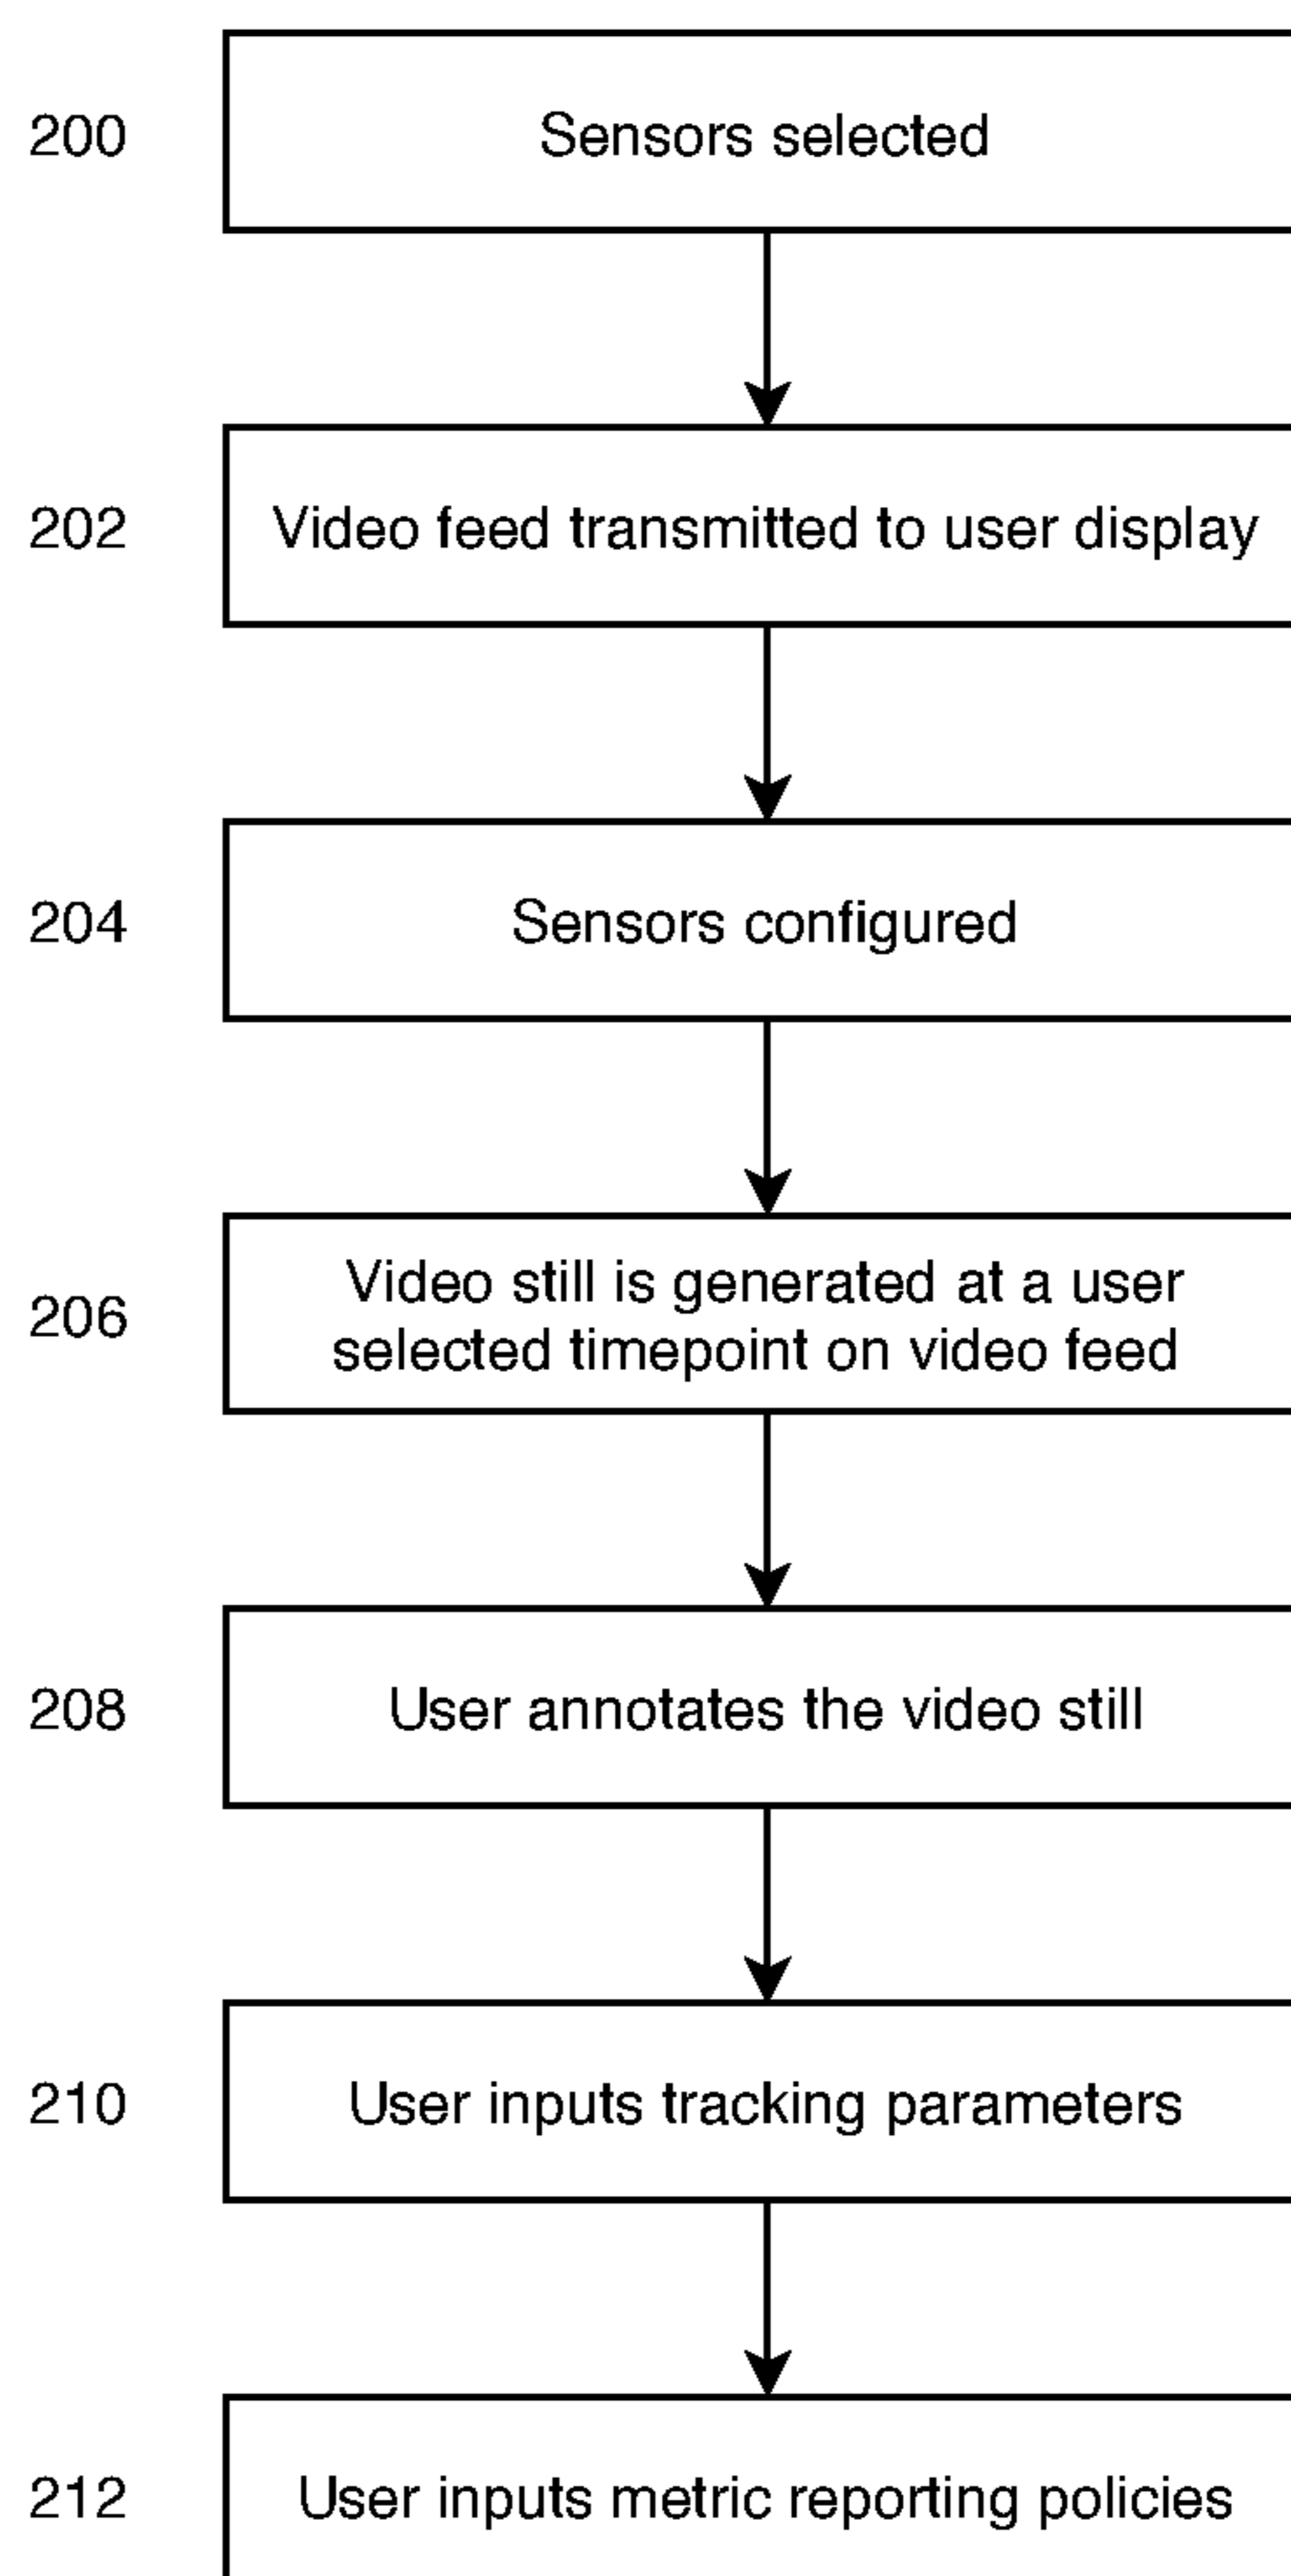 200
Sensors selected
202
Video feed transmitted to user display
204
Sensors configured
206
Video still is generated at a user
selected timepoint on video feed
208
User annotates the video still
210
User inputs tracking parameters
212
User inputs metric reporting policies